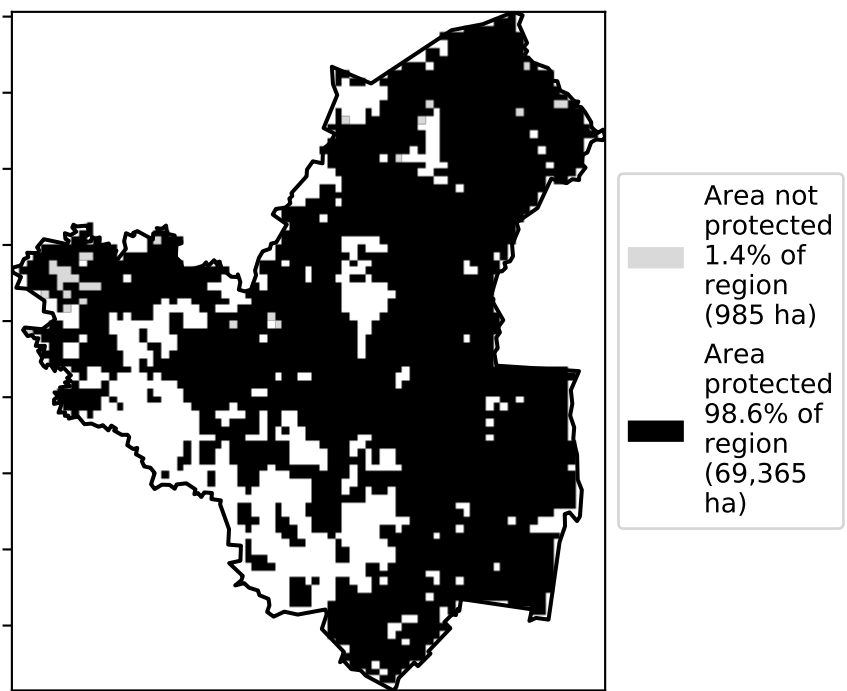 Area not
protected
1.4% of
region
(985 ha)
Area
protected
98.6% of
region
(69,365
ha)